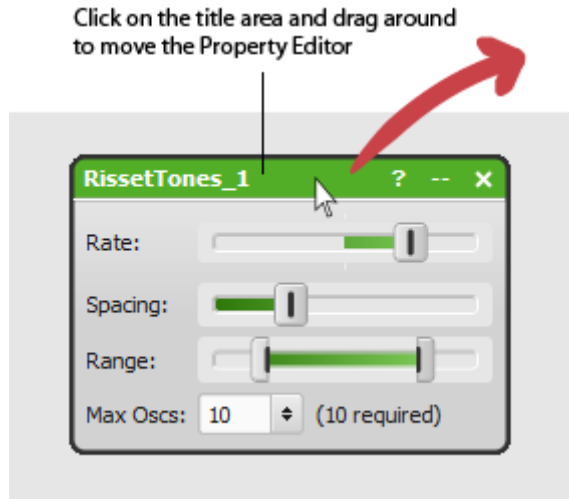 Click on the title area and drag around
to move the Property Editor
RissetTones_1 ? -- ×
Rate:
Spacing:
Range:
Max Oscs: 10 (10 required)